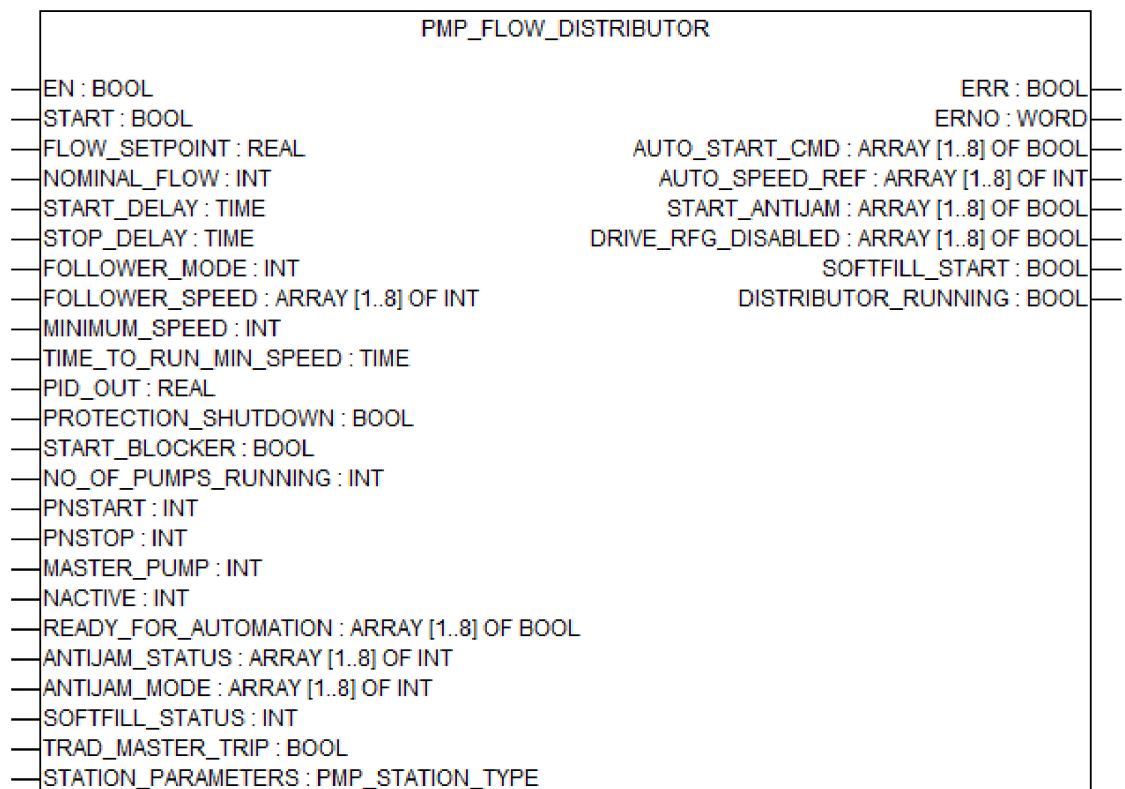 PMP_FLOW_DISTRIBUTOR
EN : BOOL
ERR : BOOL
START : BOOL
ERNO : WORD
FLOW_SETPOINT : REAL
AUTO_START_CMD : ARRAY [1..8] OF BOOL
NOMINAL_FLOW : INT
AUTO_SPEED_REF : ARRAY [1..8] OF INT
START_DELAY : TIME
START_ANTIJAM : ARRAY [1..8] OF BOOL
STOP_DELAY : TIME
DRIVE_RFG_DISABLED : ARRAY [1..8] OF BOOL
FOLLOWER_MODE : INT
SOFTFILL_START : BOOL
FOLLOWER_SPEED : ARRAY [1..8] OF INT
DISTRIBUTOR_RUNNING : BOOL
MINIMUM_SPEED : INT
TIME_TO_RUN_MIN_SPEED : TIME
PID_OUT : REAL
PROTECTION_SHUTDOWN : BOOL
START_BLOCKER : BOOL
NO_OF_PUMPS_RUNNING : INT
PNSTART : INT
PNSTOP : INT
MASTER_PUMP : INT
NACTIVE : INT
READY_FOR_AUTOMATION : ARRAY [1..8] OF BOOL
ANTIJAM_STATUS : ARRAY [1..8] OF INT
ANTIJAM_MODE : ARRAY [1..8] OF INT
SOFTFILL_STATUS : INT
TRAD_MASTER_TRIP : BOOL
STATION_PARAMETERS : PMP_STATION_TYPE